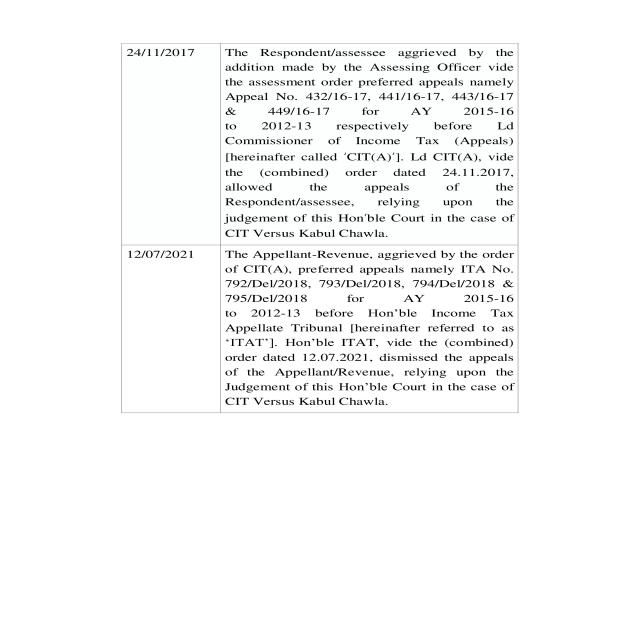 24/11/2017
The Respondent/assessee aggrieved by the
addition made by the Assessing Officer vide
the assessment order preferred appeals namely
Appeal No. 432/16-17, 441/16-17, 443/16-17
& 449/16-17 for AY 2015-16
to 2012-13 respectively before Ld
Commissioner of Income Tax (Appeals)
[hereinafter called 'CIT(A)']. Ld CIT(A), vide
the (combined) order dated 24.11.2017,
allowed the appeals of the
Respondent/assessee, relying upon the
judgement of this Hon'ble Court in the case of
CIT Versus Kabul Chawla.
12/07/2021
The Appellant-Revenue, aggrieved by the order
of CIT(A), preferred appeals namely ITA No.
792/Del/2018, 793/Del/2018, 794/Del/2018 &
795/Del/2018 for AY 2015-16
to 2012-13 before Hon’ble Income Tax
Appellate Tribunal [hereinafter referred to as
‘ITAT’]. Hon’ble ITAT, vide the (combined)
order dated 12.07.2021, dismissed the appeals
of the Appellant/Revenue, relying upon the
Judgement of this Hon’ble Court in the case of
CIT Versus Kabul Chawla.